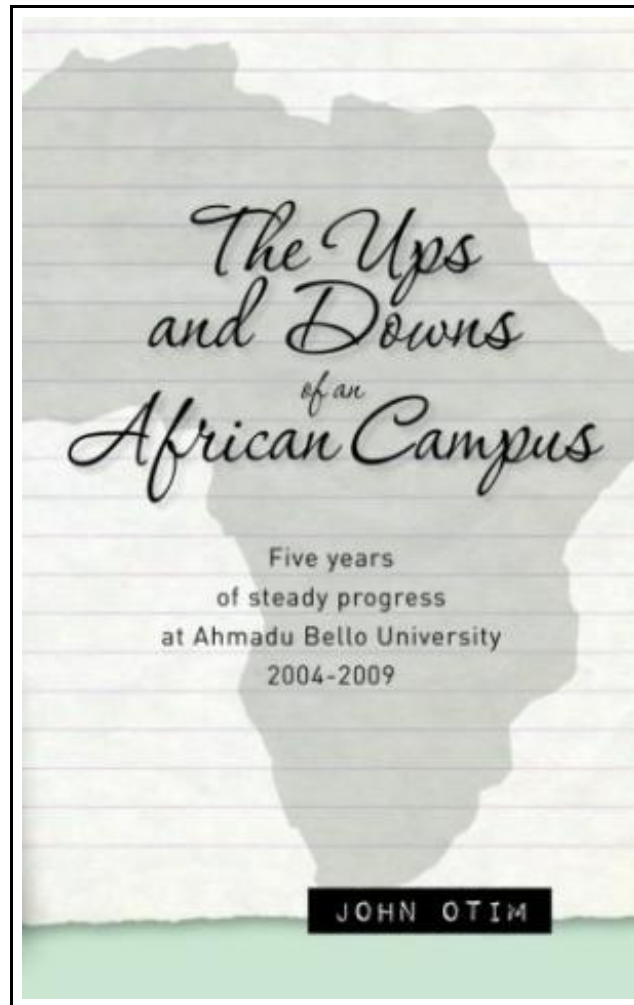 The Ups
and Downs
of an
African Campus
Five years
of steady progress
at Ahmadu Bello University
2004-2009
JOHN OTIM